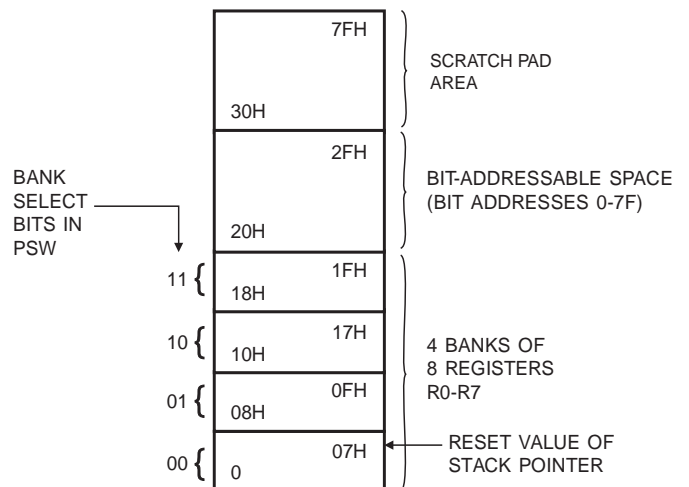 7FH
SCRATCH PAD
AREA
30H
2FH
BANK
SELECT
BITS IN
PSW
BIT-ADDRESSABLE SPACE
(BIT ADDRESSES 0-7F)
20H
11 {
1FH
18H
10 {
17H
10H
4 BANKS OF
8 REGISTERS
R0-R7
01 {
0FH
08H
00 {
07H
0
RESET VALUE OF
STACK POINTER